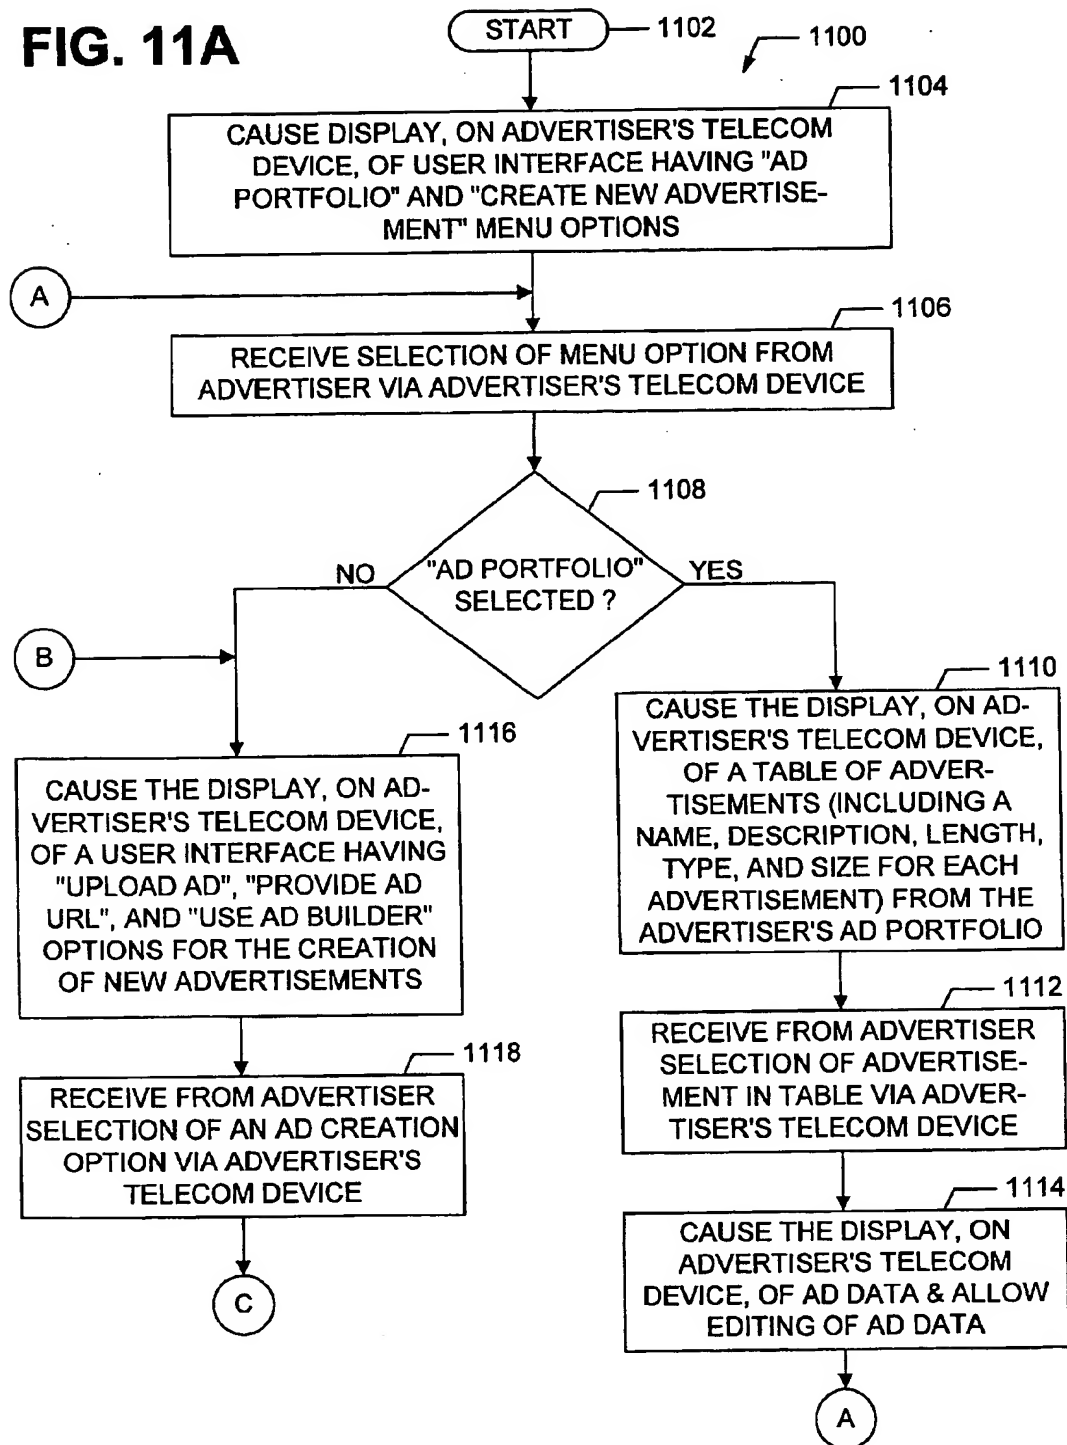 FIG. 11A
START
1102
1100
1104
CAUSE DISPLAY, ON ADVERTISER'S TELECOM
DEVICE, OF USER INTERFACE HAVING "AD
PORTFOLIO" AND "CREATE NEW ADVERTISE-
MENT" MENU OPTIONS
A
1106
RECEIVE SELECTION OF MENU OPTION FROM
ADVERTISER VIA ADVERTISER'S TELECOM DEVICE
1108
"AD PORTFOLIO"
SELECTED ?
NO
YES
B
1116
CAUSE THE DISPLAY, ON AD-
VERTISER'S TELECOM DEVICE,
OF A USER INTERFACE HAVING
"UPLOAD AD", "PROVIDE AD
URL", AND "USE AD BUILDER"
OPTIONS FOR THE CREATION
OF NEW ADVERTISEMENTS
1118
RECEIVE FROM ADVERTISER
SELECTION OF AN AD CREATION
OPTION VIA ADVERTISER'S
TELECOM DEVICE
C
1110
CAUSE THE DISPLAY, ON AD-
VERTISER'S TELECOM DEVICE,
OF A TABLE OF ADVER-
TISEMENTS (INCLUDING A
NAME, DESCRIPTION, LENGTH,
TYPE, AND SIZE FOR EACH
ADVERTISEMENT) FROM THE
ADVERTISER'S AD PORTFOLIO
1112
RECEIVE FROM ADVERTISER
SELECTION OF ADVERTISE-
MENT IN TABLE VIA ADVER-
TISER'S TELECOM DEVICE
1114
CAUSE THE DISPLAY, ON
ADVERTISER'S TELECOM
DEVICE, OF AD DATA & ALLOW
EDITING OF AD DATA
A